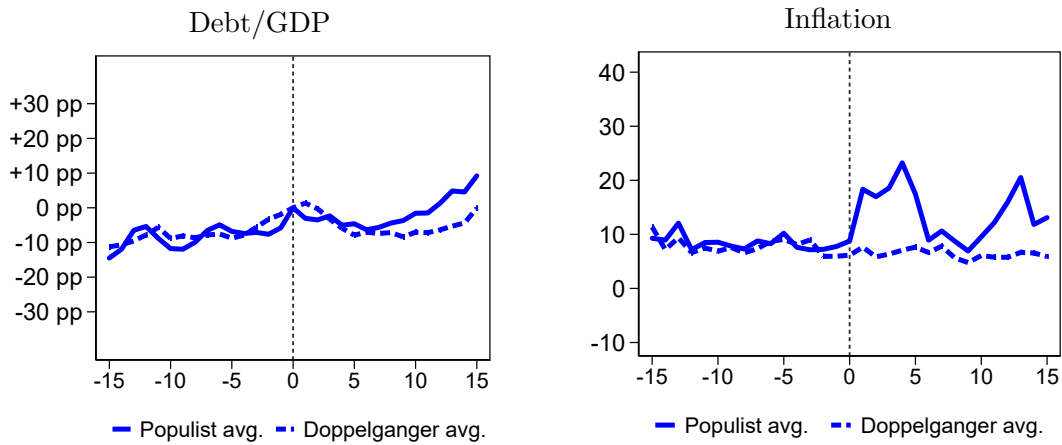 Debt/GDP
+30 pp
+20 pp
+10 pp
0 pp
-10 pp
-20 pp
-30 pp
-15 -10 -5 0 5 10 15
Populist avg. Doppelganger avg.
Inflation
40
30
20
10
0
-10
-15 -10 -5 0 5 10 15
Populist avg. Doppelganger avg.